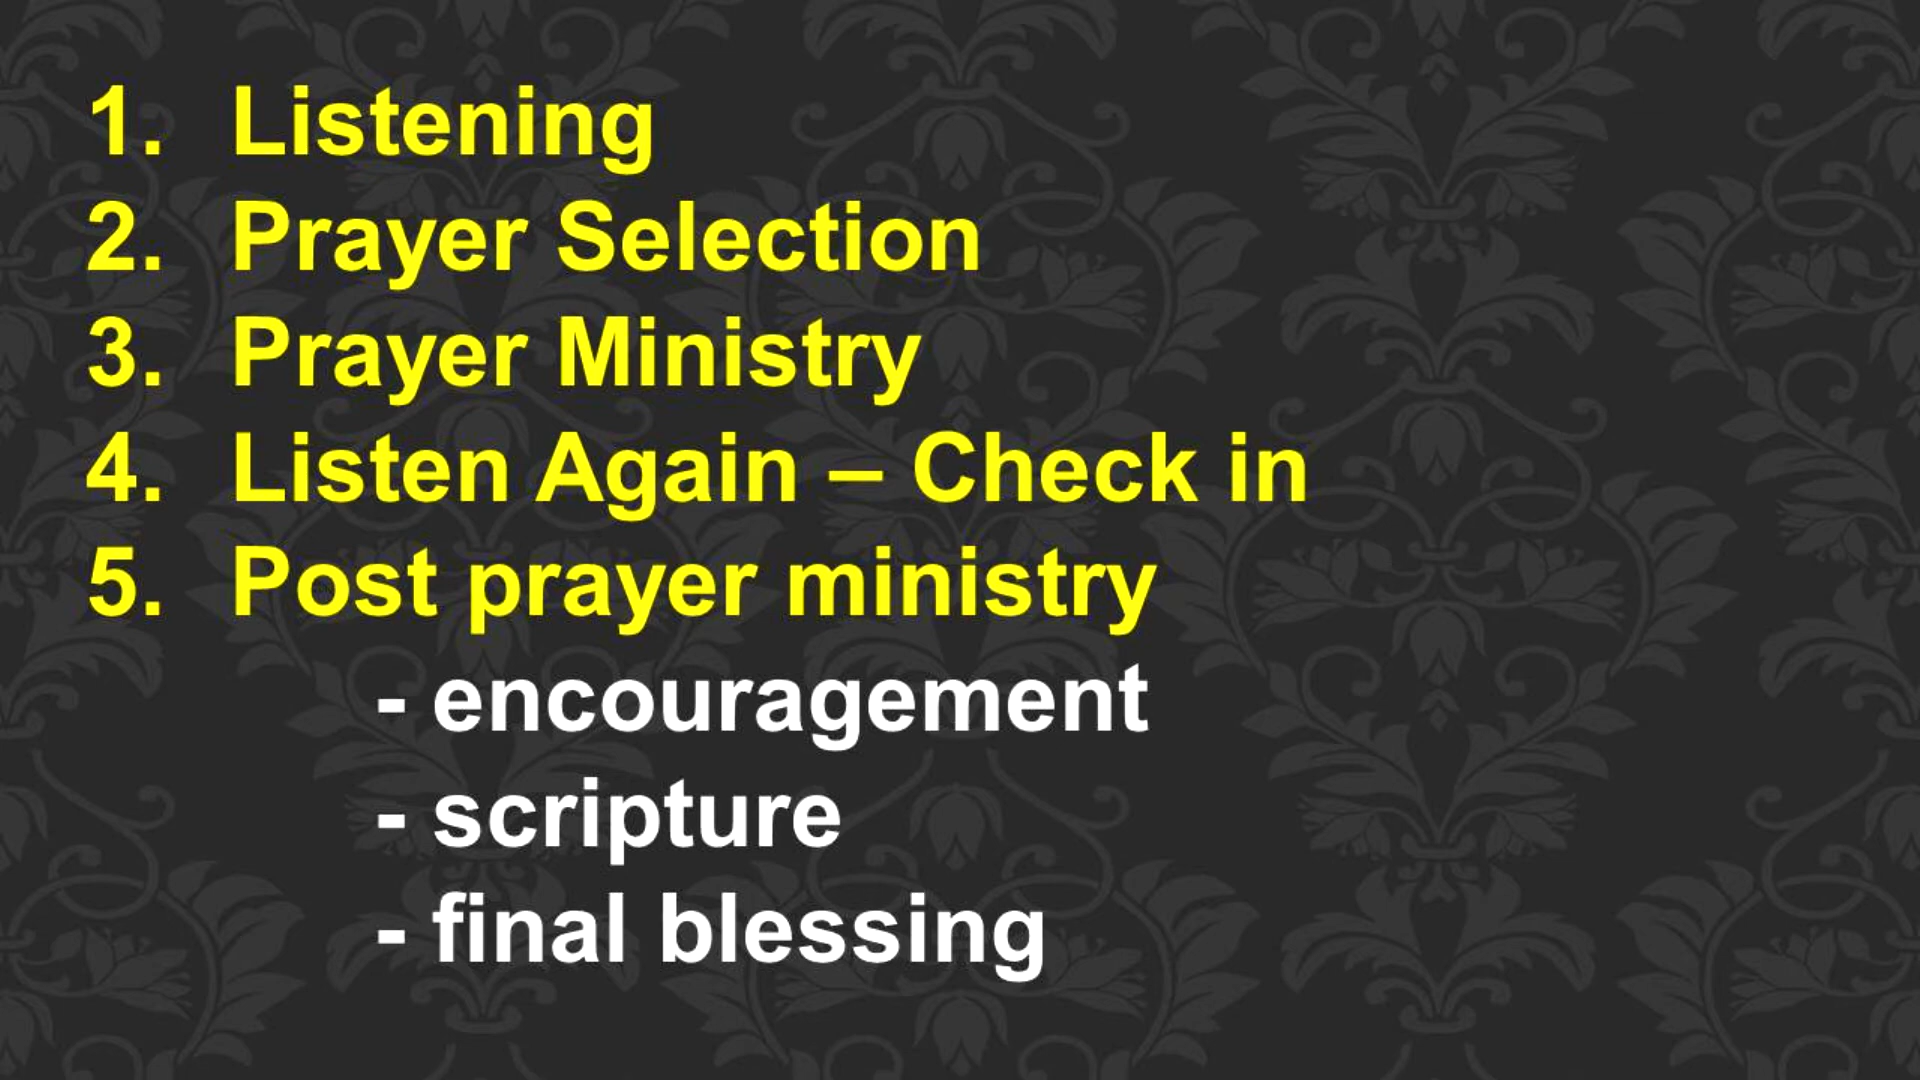 1. Listening
2. Prayer Selection
3. Prayer Ministry
4. Listen Again – Check in
5. Post prayer ministry
- encouragement
- scripture
- final blessing